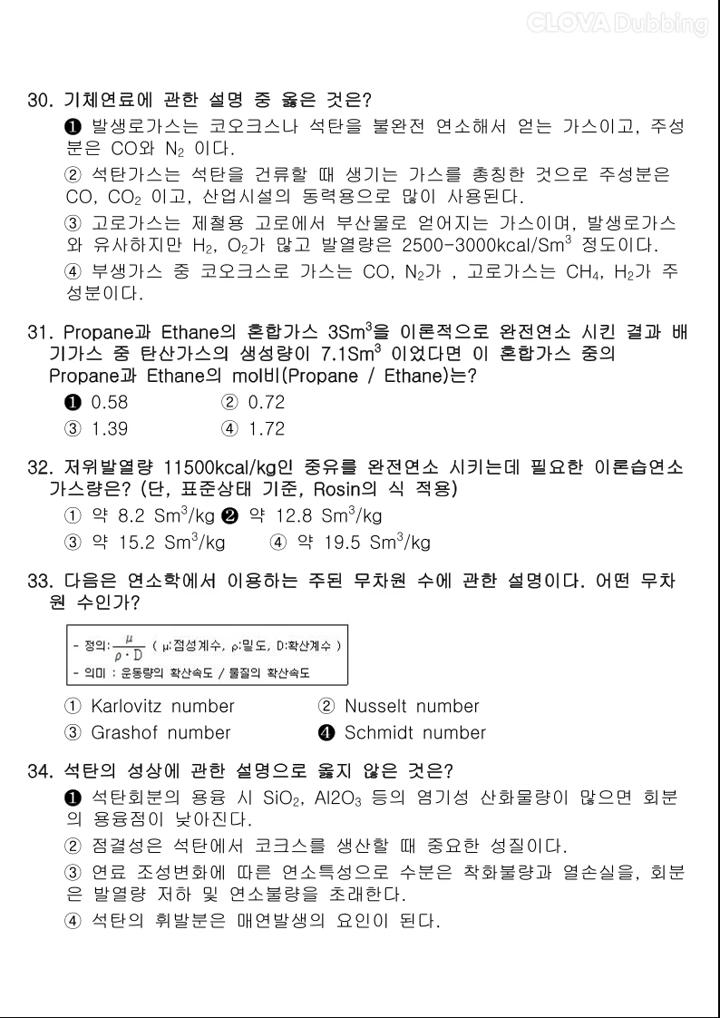 CLOVA Dubbing
30. 기체연료에 관한 설명 중 옳은 것은?
❶ 발생로가스는 코오크스나 석탄을 불완전 연소해서 얻는 가스이고, 주성
분은 CO와 N₂ 이다.
② 석탄가스는 석탄을 건류할 때 생기는 가스를 총칭한 것으로 주성분은
CO, CO₂ 이고, 산업시설의 동력용으로 많이 사용된다.
③ 고로가스는 제철용 고로에서 부산물로 얻어지는 가스이며, 발생로가스
와 유사하지만 H₂, O₂가 많고 발열량은 2500-3000kcal/Sm³ 정도이다.
④ 부생가스 중 코오크스로 가스는 CO, N₂가 , 고로가스는 CH₄, H₂가 주
성분이다.
31. Propane과 Ethane의 혼합가스 3Sm³을 이론적으로 완전연소 시킨 결과 배
기가스 중 탄산가스의 생성량이 7.1Sm³ 이었다면 이 혼합가스 중의
Propane과 Ethane의 mol비(Propane / Ethane)는?
❶ 0.58 ② 0.72
③ 1.39 ④ 1.72
32. 저위발열량 11500kcal/kg인 중유를 완전연소 시키는데 필요한 이론습연소
가스량은? (단, 표준상태 기준, Rosin의 식 적용)
① 약 8.2 Sm³/kg ❷ 약 12.8 Sm³/kg
③ 약 15.2 Sm³/kg ④ 약 19.5 Sm³/kg
33. 다음은 연소학에서 이용하는 주된 무차원 수에 관한 설명이다. 어떤 무차
원 수인가?
- 정의: μ / ρ·D ( μ:점성계수, ρ:밀도, D:확산계수 )
- 의미 : 운동량의 확산속도 / 물질의 확산속도
① Karlovitz number ② Nusselt number
③ Grashof number ❹ Schmidt number
34. 석탄의 성상에 관한 설명으로 옳지 않은 것은?
❶ 석탄회분의 용융 시 SiO₂, Al2O₃ 등의 염기성 산화물량이 많으면 회분
의 용융점이 낮아진다.
② 점결성은 석탄에서 코크스를 생산할 때 중요한 성질이다.
③ 연료 조성변화에 따른 연소특성으로 수분은 착화불량과 열손실을, 회분
은 발열량 저하 및 연소불량을 초래한다.
④ 석탄의 휘발분은 매연발생의 요인이 된다.